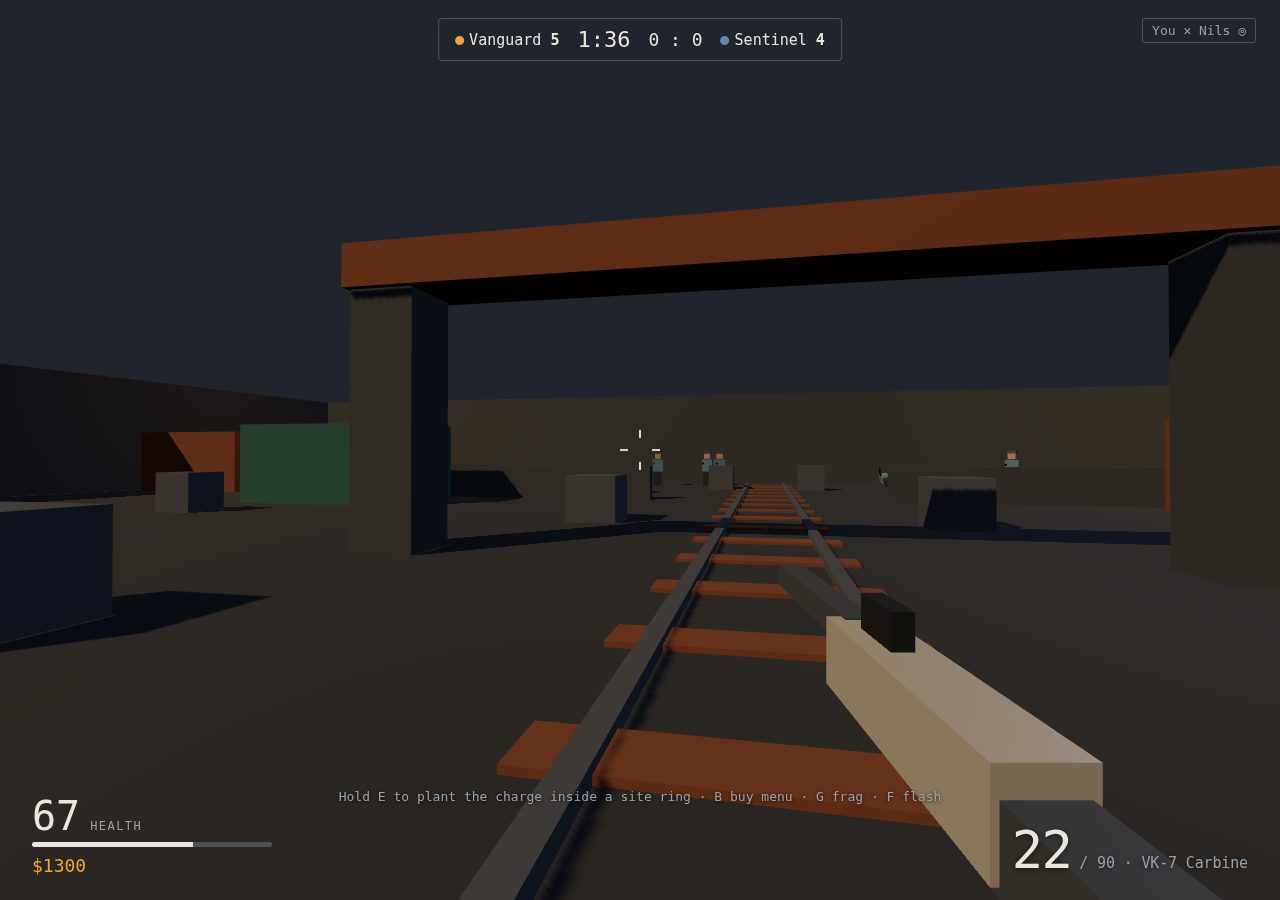 Vanguard 5 1:36 0 : 0 Sentinel 4
You × Nils ◎
Hold E to plant the charge inside a site ring · B buy menu · G frag · F flash
67 HEALTH
$1300
22 / 90 · VK-7 Carbine